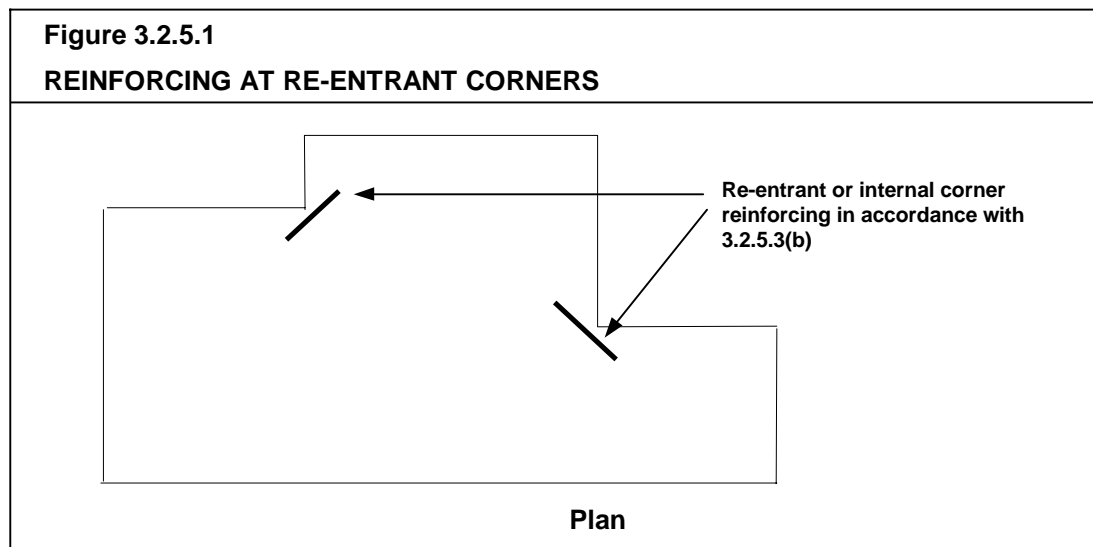 Figure 3.2.5.1
REINFORCING AT RE-ENTRANT CORNERS
Re-entrant or internal corner
reinforcing in accordance with
3.2.5.3(b)
Plan